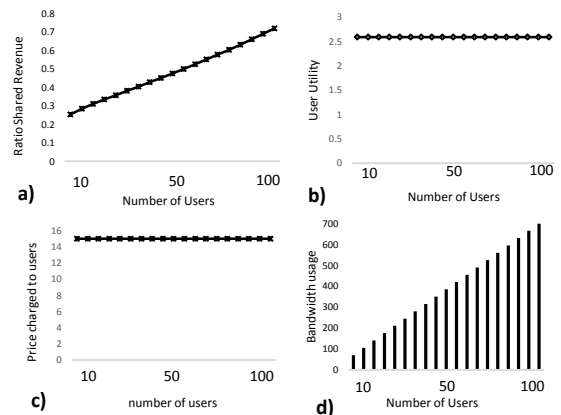 Ratio Shared Revenue
0.8
0.7
0.6
0.5
0.4
0.3
0.2
0.1
0
10 50 100
Number of Users
a)
User Utility
3
2.5
2
1.5
1
0.5
0
10 50 100
Number of Users
b)
Price charged to users
16
14
12
10
8
6
4
2
0
10 50 100
number of users
c)
Bandwidth usage
700
600
500
400
300
200
100
0
10 50 100
Number of Users
d)